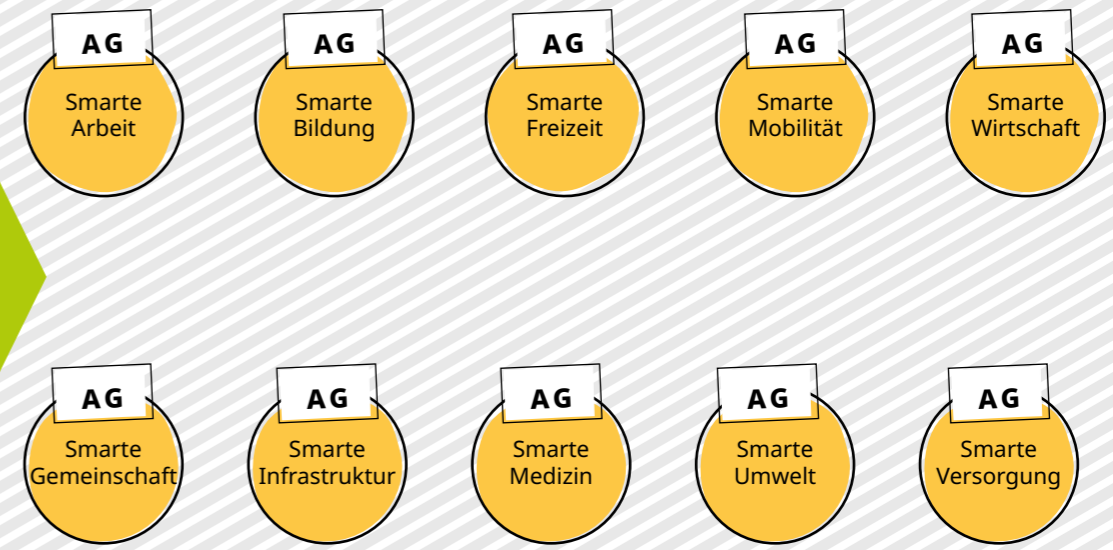 AG
Smarte
Arbeit
AG
Smarte
Bildung
AG
Smarte
Freizeit
AG
Smarte
Mobilität
AG
Smarte
Wirtschaft
AG
Smarte
Gemeinschaft
AG
Smarte
Infrastruktur
AG
Smarte
Medizin
AG
Smarte
Umwelt
AG
Smarte
Versorgung